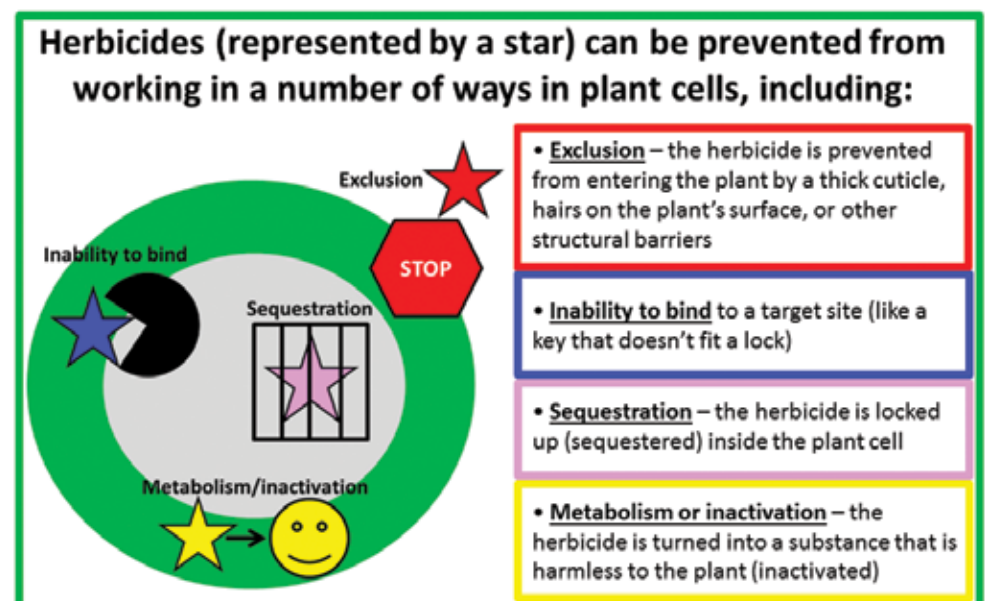 Herbicides (represented by a star) can be prevented from
working in a number of ways in plant cells, including:
Exclusion
STOP
Inability to bind
Sequestration
Metabolism/inactivation
• Exclusion – the herbicide is prevented
from entering the plant by a thick cuticle,
hairs on the plant's surface, or other
structural barriers
• Inability to bind to a target site (like a
key that doesn't fit a lock)
• Sequestration – the herbicide is locked
up (sequestered) inside the plant cell
• Metabolism or inactivation – the
herbicide is turned into a substance that is
harmless to the plant (inactivated)